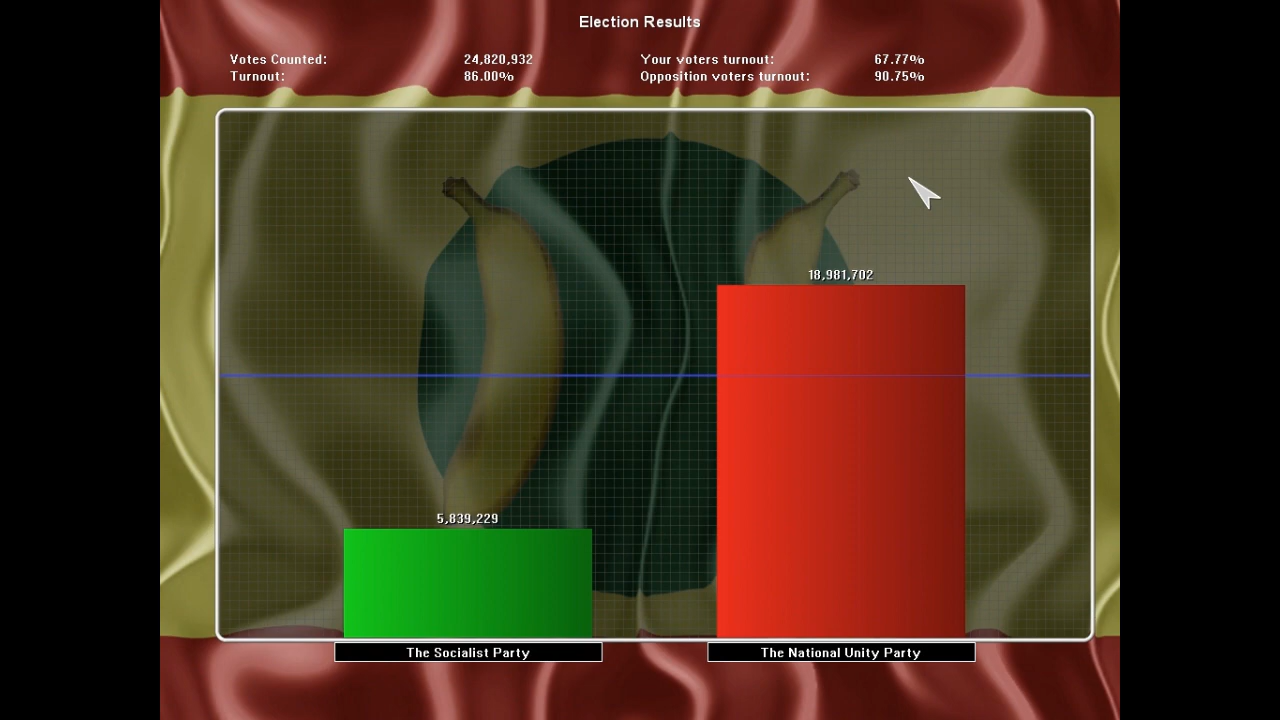 Election Results
Votes Counted: 24,820,932 Your voters turnout: 67.77%
Turnout: 86.00% Opposition voters turnout: 90.75%
18,981,702
5,839,229
The Socialist Party The National Unity Party